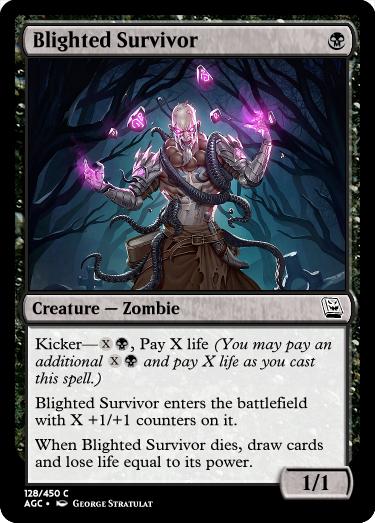 Blighted Survivor
Creature — Zombie
Kicker—X, Pay X life (You may pay an
additional X and pay X life as you cast
this spell.)
Blighted Survivor enters the battlefield
with X +1/+1 counters on it.
When Blighted Survivor dies, draw cards
and lose life equal to its power.
1/1
128/450 C
AGC • George Stratulat